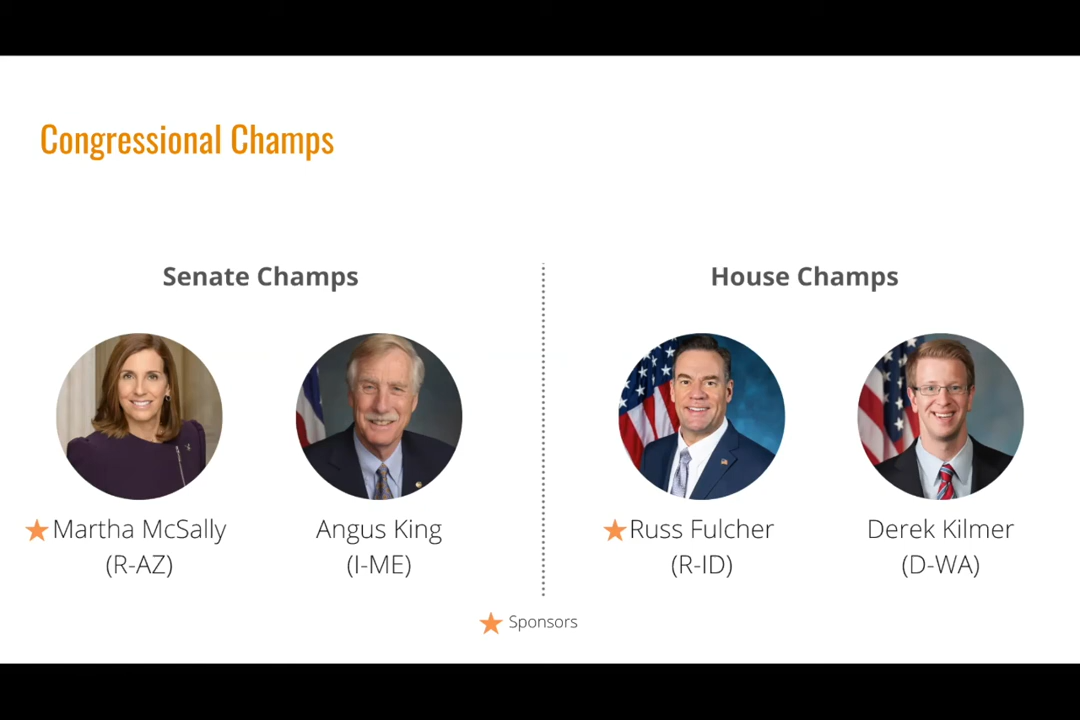 Congressional Champs
Senate Champs
House Champs
Martha McSally
(R-AZ)
Angus King
(I-ME)
Russ Fulcher
(R-ID)
Derek Kilmer
(D-WA)
Sponsors